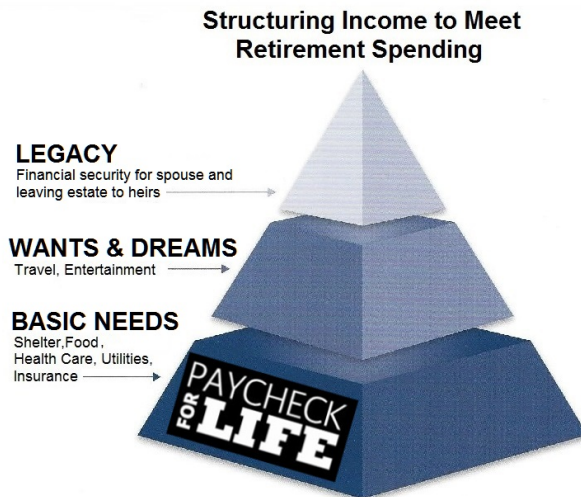 Structuring Income to Meet
Retirement Spending
LEGACY
Financial security for spouse and
leaving estate to heirs
WANTS & DREAMS
Travel, Entertainment
BASIC NEEDS
Shelter,Food,
Health Care, Utilities,
Insurance
PAYCHECK
FOR LIFE